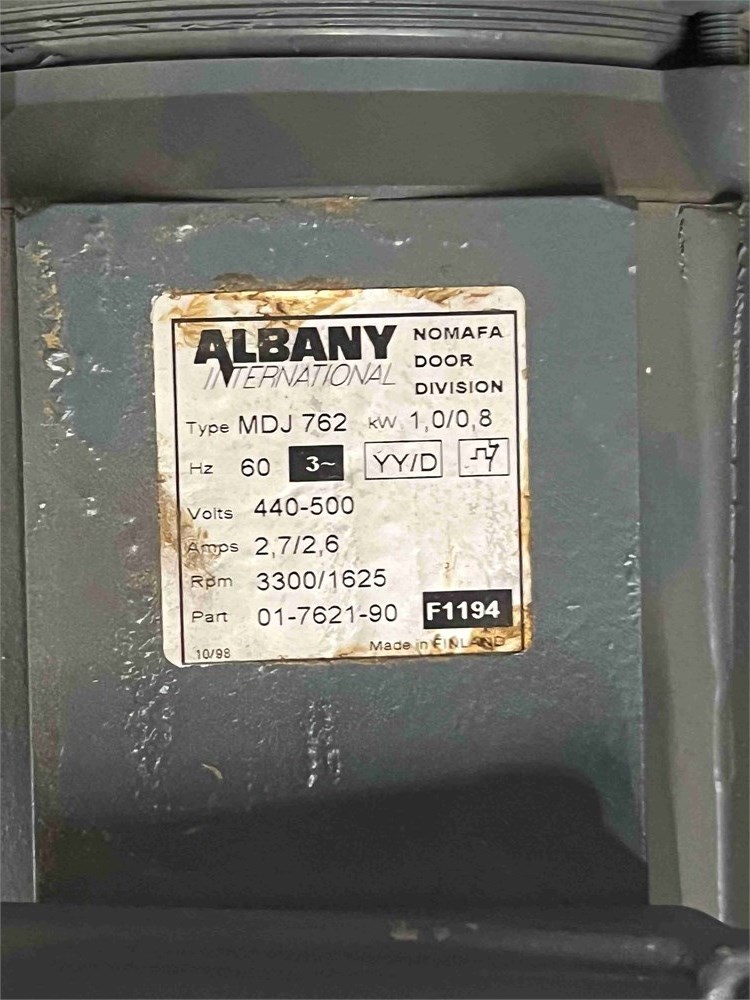 ALBANY
INTERNATIONAL
NOMAFA
DOOR
DIVISION
Type MDJ 762 kW 1,0/0,8
Hz 60 3~ YY/D
Volts 440-500
Amps 2,7/2,6
Rpm 3300/1625
Part 01-7621-90 F1194
10/98 Made in FINLAND